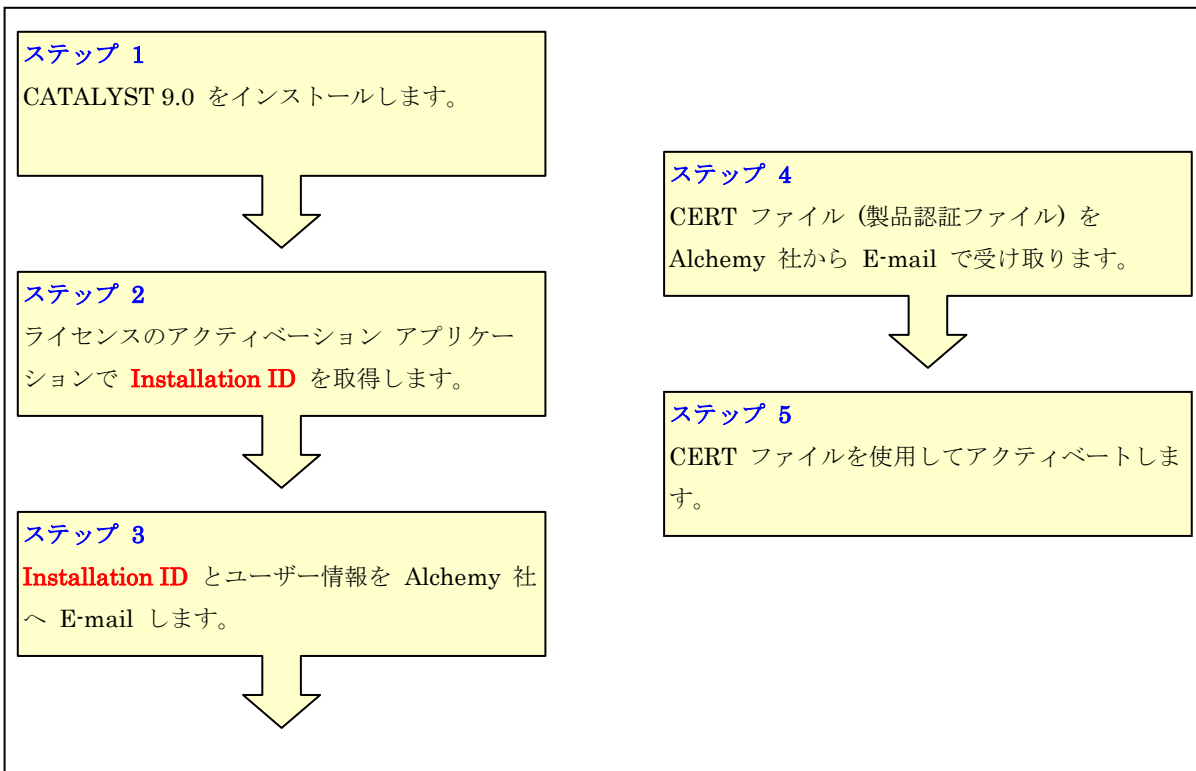 ステップ 1
CATALYST 9.0 をインストールします。
ステップ 2
ライセンスのアクティベーション アプリケー
ションで Installation ID を取得します。
ステップ 3
Installation ID とユーザー情報を Alchemy 社
へ E-mail します。
ステップ 4
CERT ファイル (製品認証ファイル) を
Alchemy 社から E-mail で受け取ります。
ステップ 5
CERT ファイルを使用してアクティベートしま
す。